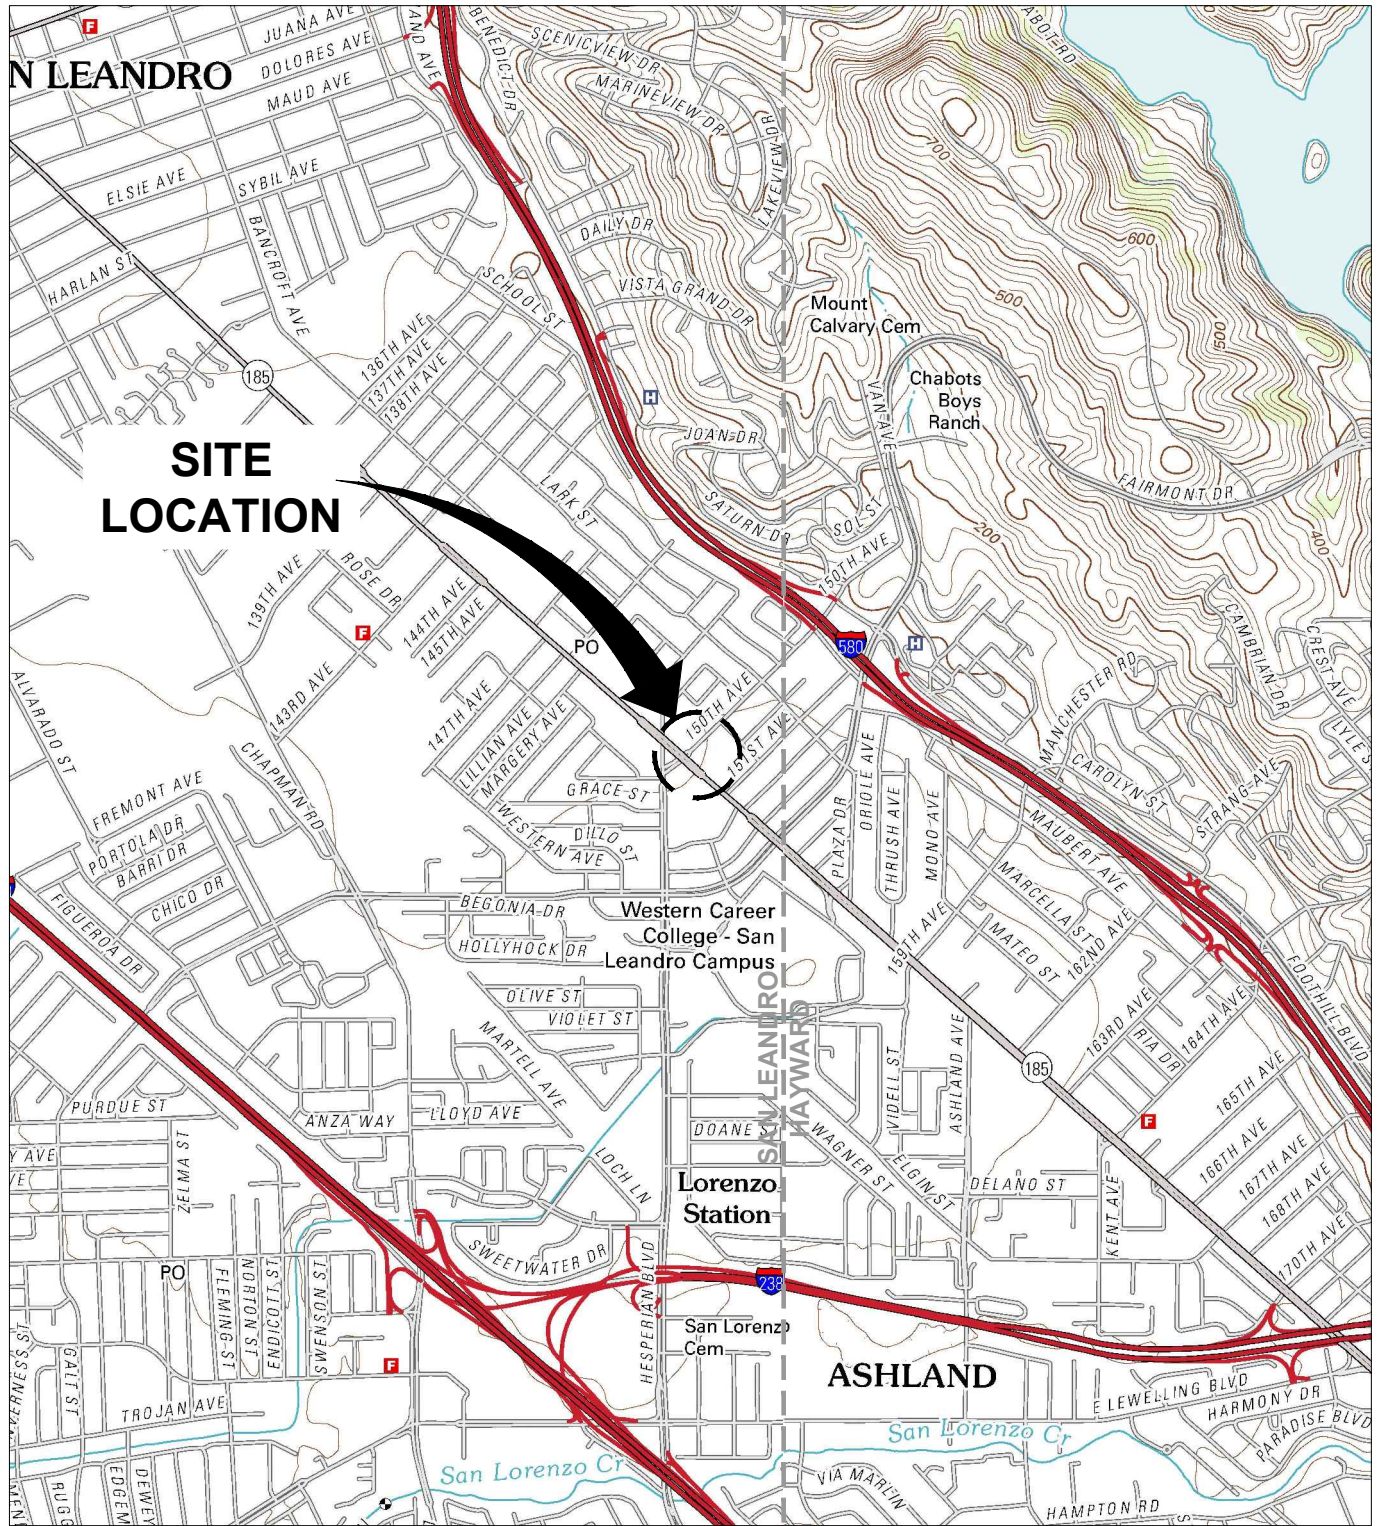 JUANA AVE
DOLORES AVE
MAUD AVE
N LEANDRO
AND AVE
BENEDICT DR
SCENICVIEW DR
MARINEVIEW DR
LAKEVIEW DR
ABOT RD
F
ELSIE AVE
SYBIL AVE
BANCROFT AVE
HARLAN ST
DAILY DR
SCHOOL ST
VISTA GRAND DR
700
600
500
500
Mount
Calvary Cem
Chabots
Boys
Ranch
VAN AVE
185
136TH AVE
137TH AVE
138TH AVE
H
JOAN DR
SITE
LOCATION
LARK ST
SATURN DR
SOL ST
150TH AVE
FAIRMONT DR
200
400
139TH AVE
ROSE DR
144TH AVE
145TH AVE
F
PO
580
H
CAMBRIAN DR
CREST AVE
LYLE S
MANCHESTER RD
ALVARADO ST
143RD AVE
147TH AVE
LILLIAN AVE
MARGERY AVE
150TH AVE
151ST AVE
CHAPMAN RD
FREMONT AVE
PORTOLA DR
BARRI DR
CHICO DR
FIGUEROA DR
GRACE ST
DILLO ST
WESTERN AVE
PLAZA DR
ORIOLE AVE
THRUSH AVE
MONO AVE
CAROLYN ST
STRANG AVE
MAUBERT AVE
MARCELLA ST
MATEO ST
162ND AVE
159TH AVE
BEGONIA DR
HOLLYHOCK DR
Western Career
College - San
Leandro Campus
OLIVE ST
VIOLET ST
MARTELL AVE
SAN LEANDRO
HAYWARD
FOOTHILL BLVD
163RD AVE
RIA DR
164TH AVE
165TH AVE
166TH AVE
167TH AVE
168TH AVE
170TH AVE
185
F
VIDELL ST
ASHLAND AVE
PURDUE ST
ANZA WAY
LLOYD AVE
DOANE S
WAGNER ST
ELGIN ST
DELANO ST
KENT AVE
Y AVE
VE
ZELMA ST
LOCH LN
Lorenzo
Station
SWEETWATER DR
HESPERIAN BLVD
238
PO
FLEMING ST
NORTON ST
ENDICOTT ST
SWENSON ST
F
San Lorenzo
Cem
ASHLAND
E LEWELLING BLVD
HARMONY DR
PARADISE BLVD
NVERNESS ST
GALT ST
TROJAN AVE
San Lorenzo Cr
San Lorenzo Cr
VIA MARLIN
HAMPTON RD
MENI
RUGG
EDGEM
DEWEY
S